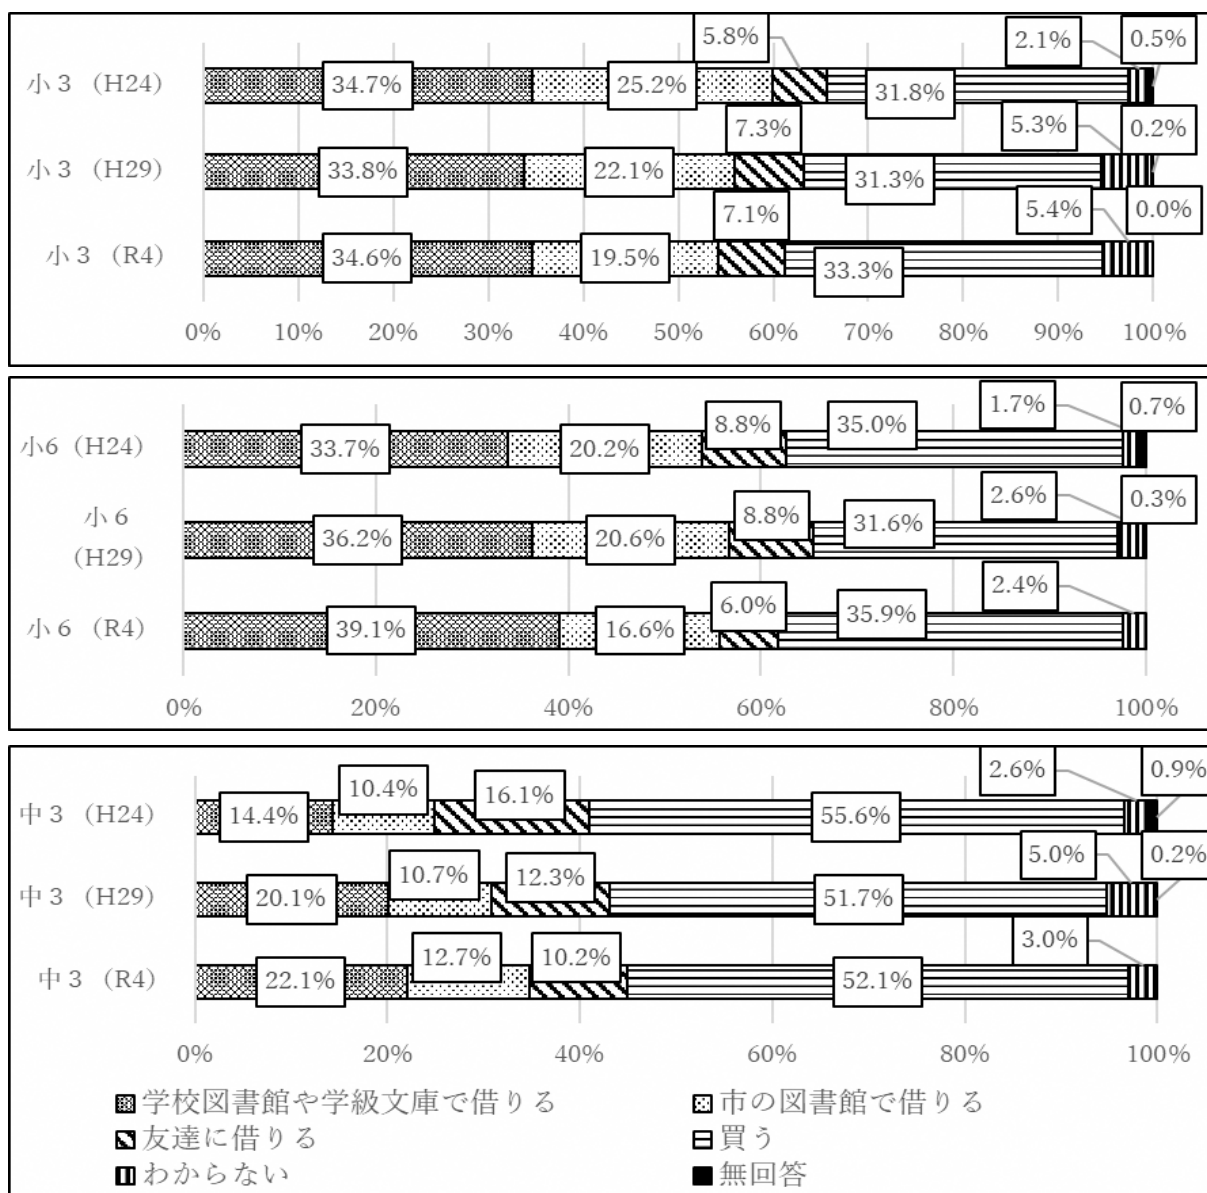 5.8% 2.1% 0.5%
小3 (H24) 34.7% 25.2% 31.8%
7.3% 5.3% 0.2%
小3 (H29) 33.8% 22.1% 31.3%
7.1% 5.4% 0.0%
小3 (R4) 34.6% 19.5% 33.3%
0% 10% 20% 30% 40% 50% 60% 70% 80% 90% 100%
8.8% 35.0% 1.7% 0.7%
小6 (H24) 33.7% 20.2%
小6
(H29) 36.2% 20.6% 8.8% 31.6% 2.6% 0.3%
小6 (R4) 39.1% 16.6% 6.0% 35.9% 2.4%
0% 20% 40% 60% 80% 100%
10.4% 16.1% 2.6% 0.9%
中3 (H24) 14.4% 55.6%
10.7% 12.3% 5.0% 0.2%
中3 (H29) 20.1% 51.7%
12.7% 10.2% 3.0%
中3 (R4) 22.1% 52.1%
0% 20% 40% 60% 80% 100%
学校図書館や学級文庫で借りる 市の図書館で借りる
友達に借りる 買う
わからない 無回答